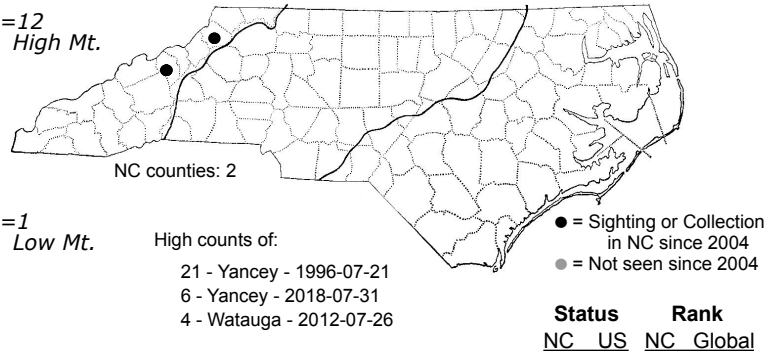 =12
High Mt.
NC counties: 2
=1
Low Mt.
High counts of:
21 - Yancey - 1996-07-21
6 - Yancey - 2018-07-31
4 - Watauga - 2012-07-26
= Sighting or Collection
in NC since 2004
= Not seen since 2004
Status Rank
NC US NC Global